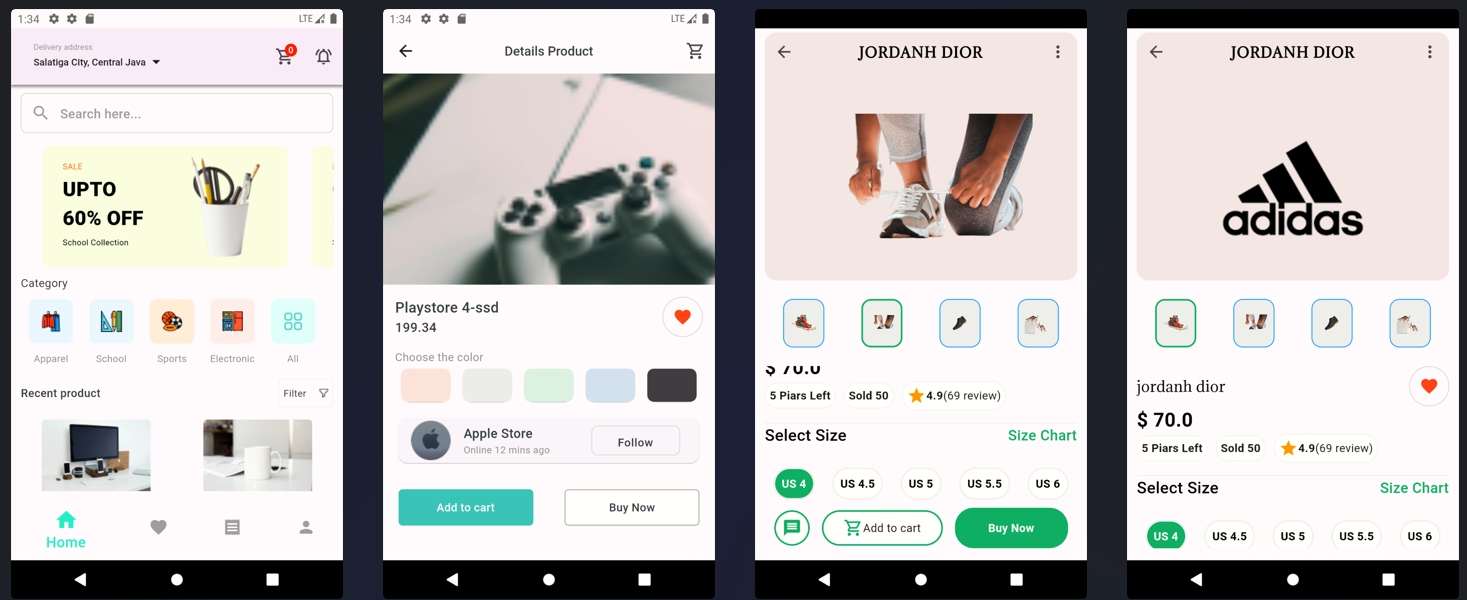 1:34
LTE
Delivery address
Salatiga City, Central Java
0
Search here...
SALE
UPTO
60% OFF
School Collection
Category
Apparel
School
Sports
Electronic
All
Recent product
Filter
Home
1:34
LTE
Details Product
Playstore 4-ssd
199.34
Choose the color
Apple Store
Online 12 mins ago
Follow
Add to cart
Buy Now
JORDANH DIOR
$ 70.0
5 Piars Left
Sold 50
4.9(69 review)
Select Size
Size Chart
US 4
US 4.5
US 5
US 5.5
US 6
Add to cart
Buy Now
JORDANH DIOR
adidas
jordanh dior
$ 70.0
5 Piars Left
Sold 50
4.9(69 review)
Select Size
Size Chart
US 4
US 4.5
US 5
US 5.5
US 6